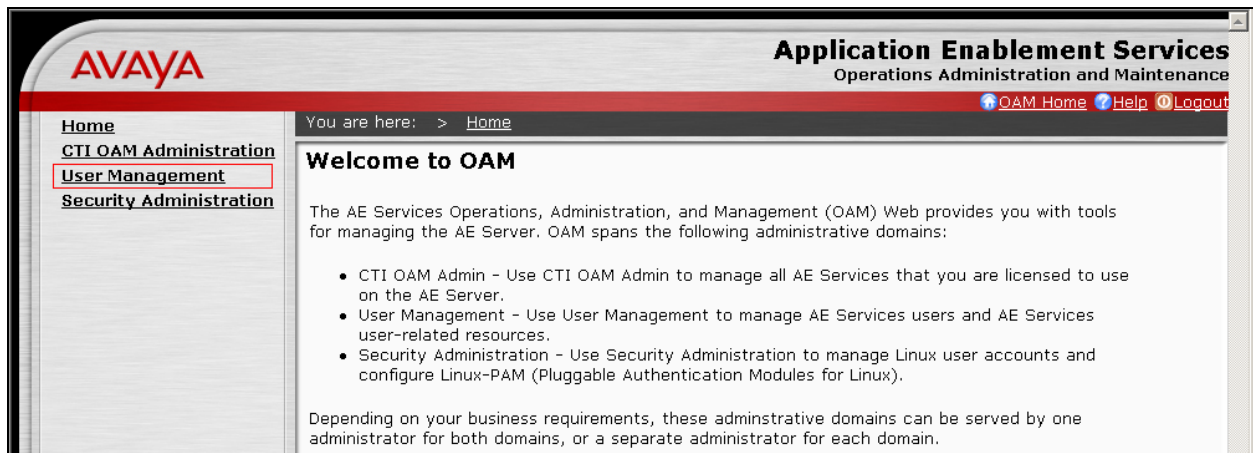 AVAYA
Application Enablement Services
Operations Administration and Maintenance
OAM Home Help Logout
Home
CTI OAM Administration
User Management
Security Administration
You are here: > Home
Welcome to OAM
The AE Services Operations, Administration, and Management (OAM) Web provides you with tools
for managing the AE Server. OAM spans the following administrative domains:
• CTI OAM Admin - Use CTI OAM Admin to manage all AE Services that you are licensed to use
on the AE Server.
• User Management - Use User Management to manage AE Services users and AE Services
user-related resources.
• Security Administration - Use Security Administration to manage Linux user accounts and
configure Linux-PAM (Pluggable Authentication Modules for Linux).
Depending on your business requirements, these adminstrative domains can be served by one
administrator for both domains, or a separate administrator for each domain.